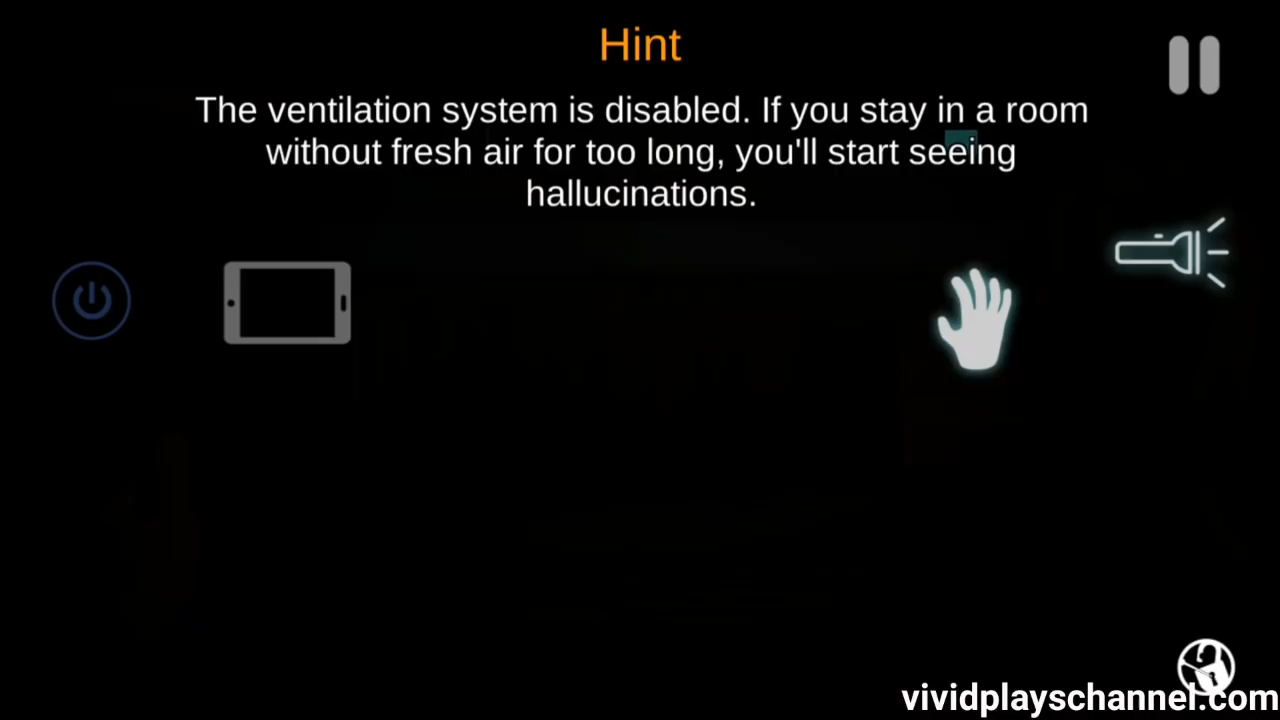 Hint
The ventilation system is disabled. If you stay in a room
without fresh air for too long, you'll start seeing
hallucinations.
vividplayschannel.com